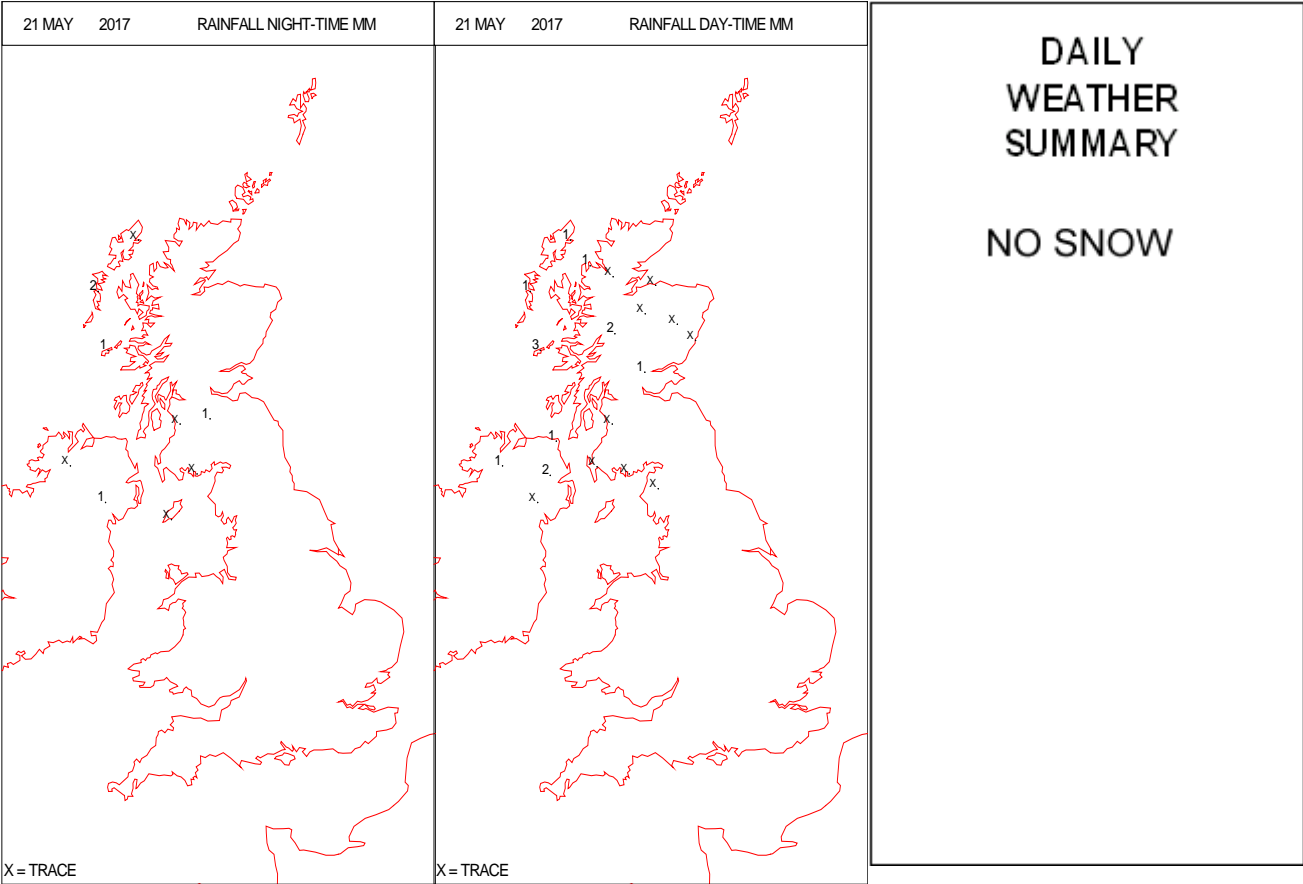 21 MAY 2017 RAINFALL NIGHT-TIME MM
X
2
1.
X. 1.
X. X.
1.
X
X = TRACE
21 MAY 2017 RAINFALL DAY-TIME MM
1.
1.
X.
1 X.
X. X.
2. X.
3.
1.
X.
1.
1. X. X.
2.
X. X.
X = TRACE
DAILY
WEATHER
SUMMARY
NO SNOW